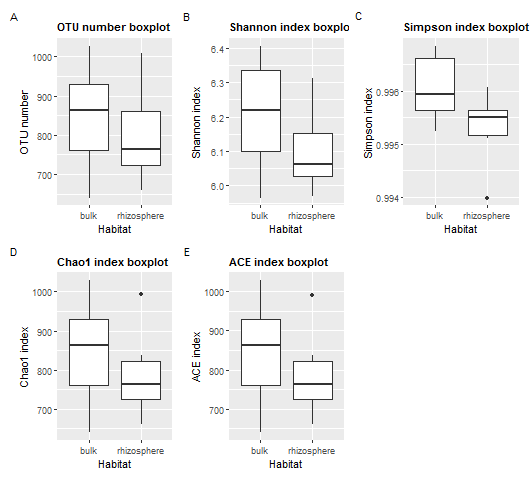 A
OTU number boxplot
OTU number
1000
900
800
700
bulk
rhizosphere
Habitat
B
Shannon index boxplot
Shannon index
6.4
6.3
6.2
6.1
6.0
bulk
rhizosphere
Habitat
C
Simpson index boxplot
Simpson index
0.996
0.995
0.994
bulk
rhizosphere
Habitat
D
Chao1 index boxplot
Chao1 index
1000
900
800
700
bulk
rhizosphere
Habitat
E
ACE index boxplot
ACE index
1000
900
800
700
bulk
rhizosphere
Habitat